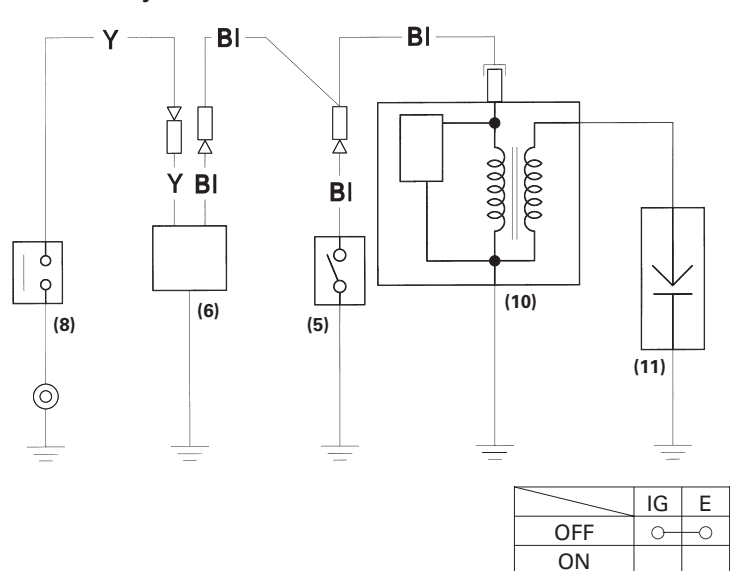 Y
Bl
Bl
Y Bl
Bl
(8)
(6)
(5)
(10)
(11)
IG E
OFF
ON